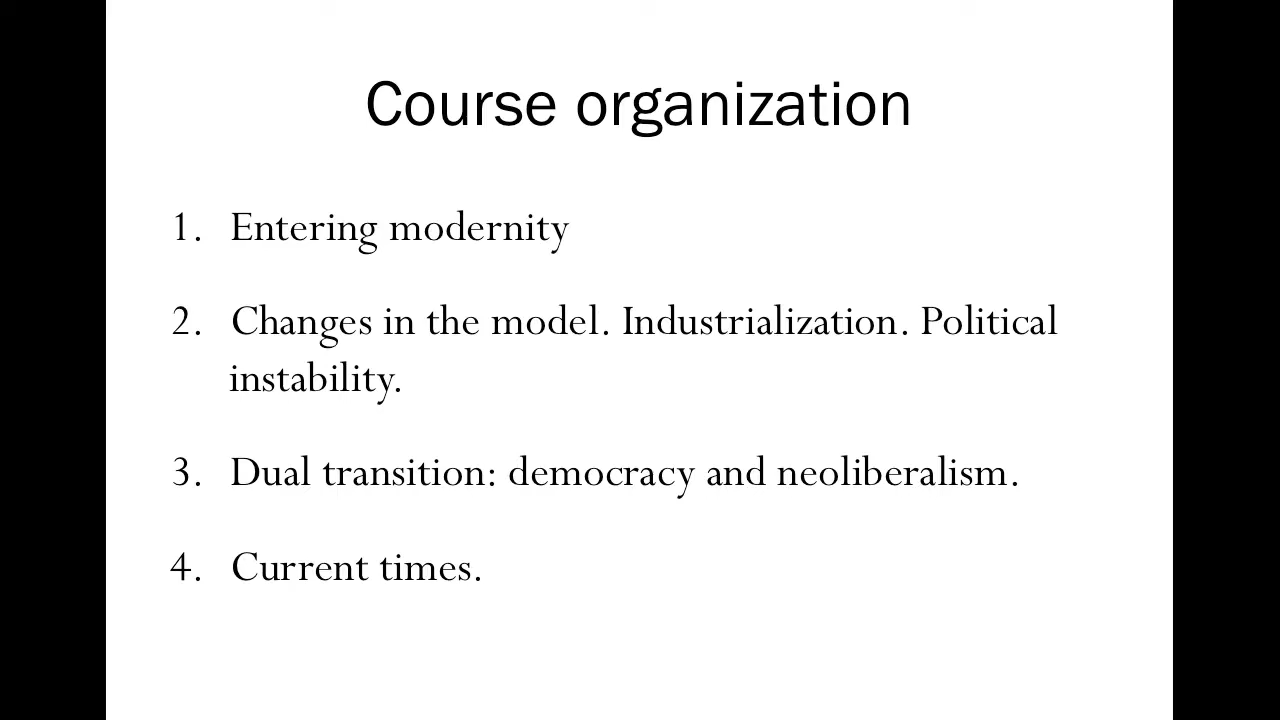 Course organization
1. Entering modernity
2. Changes in the model. Industrialization. Political
instability.
3. Dual transition: democracy and neoliberalism.
4. Current times.